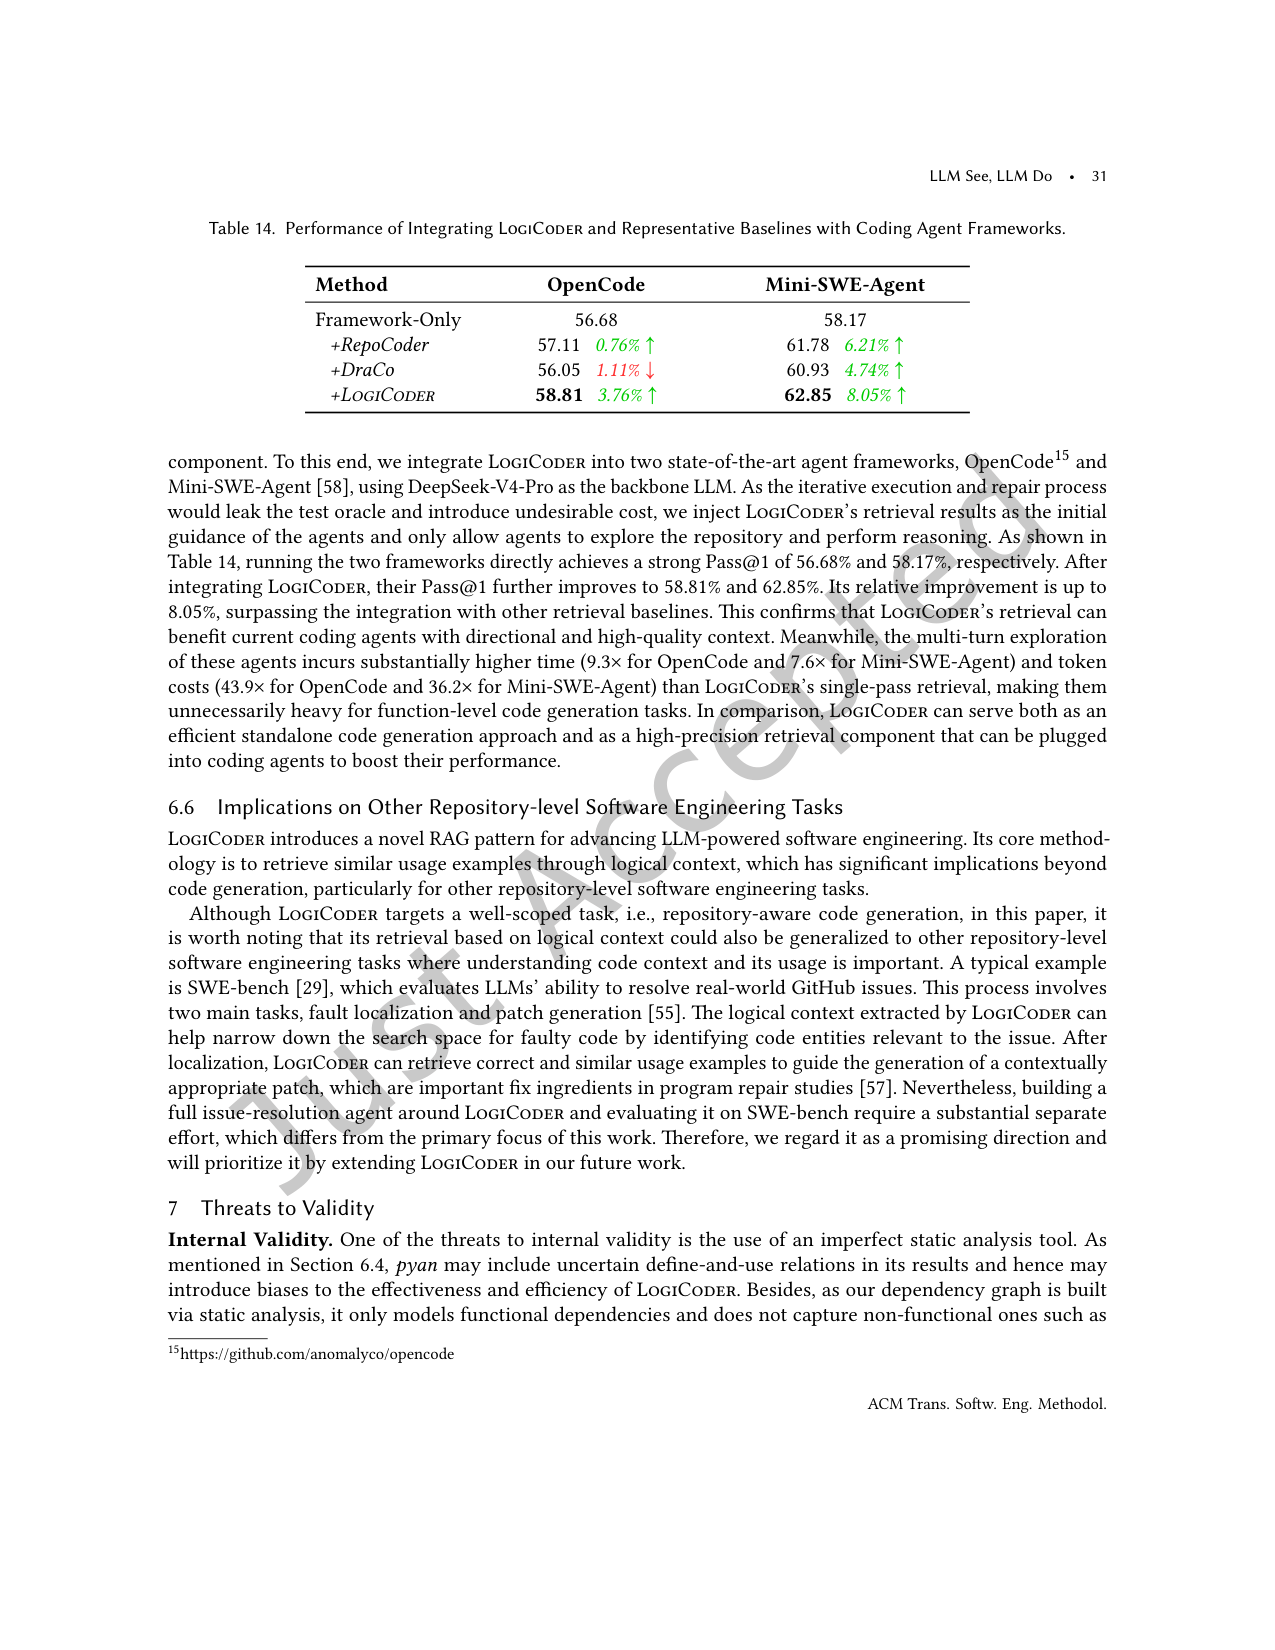 LLM See, LLM Do • 31
Table 14. Performance of Integrating LogiCoder and Representative Baselines with Coding Agent Frameworks.
Method OpenCode Mini-SWE-Agent
Framework-Only 56.68 58.17
+RepoCoder 57.11 0.76% ↑ 61.78 6.21% ↑
+DraCo 56.05 1.11% ↓ 60.93 4.74% ↑
+LogiCoder 58.81 3.76% ↑ 62.85 8.05% ↑
component. To this end, we integrate LogiCoder into two state-of-the-art agent frameworks, OpenCode15 and
Mini-SWE-Agent [58], using DeepSeek-V4-Pro as the backbone LLM. As the iterative execution and repair process
would leak the test oracle and introduce undesirable cost, we inject LogiCoder's retrieval results as the initial
guidance of the agents and only allow agents to explore the repository and perform reasoning. As shown in
Table 14, running the two frameworks directly achieves a strong Pass@1 of 56.68% and 58.17%, respectively. After
integrating LogiCoder, their Pass@1 further improves to 58.81% and 62.85%. Its relative improvement is up to
8.05%, surpassing the integration with other retrieval baselines. This confirms that LogiCoder's retrieval can
benefit current coding agents with directional and high-quality context. Meanwhile, the multi-turn exploration
of these agents incurs substantially higher time (9.3× for OpenCode and 7.6× for Mini-SWE-Agent) and token
costs (43.9× for OpenCode and 36.2× for Mini-SWE-Agent) than LogiCoder's single-pass retrieval, making them
unnecessarily heavy for function-level code generation tasks. In comparison, LogiCoder can serve both as an
efficient standalone code generation approach and as a high-precision retrieval component that can be plugged
into coding agents to boost their performance.
6.6 Implications on Other Repository-level Software Engineering Tasks
LogiCoder introduces a novel RAG pattern for advancing LLM-powered software engineering. Its core method-
ology is to retrieve similar usage examples through logical context, which has significant implications beyond
code generation, particularly for other repository-level software engineering tasks.
Although LogiCoder targets a well-scoped task, i.e., repository-aware code generation, in this paper, it
is worth noting that its retrieval based on logical context could also be generalized to other repository-level
software engineering tasks where understanding code context and its usage is important. A typical example
is SWE-bench [29], which evaluates LLMs' ability to resolve real-world GitHub issues. This process involves
two main tasks, fault localization and patch generation [55]. The logical context extracted by LogiCoder can
help narrow down the search space for faulty code by identifying code entities relevant to the issue. After
localization, LogiCoder can retrieve correct and similar usage examples to guide the generation of a contextually
appropriate patch, which are important fix ingredients in program repair studies [57]. Nevertheless, building a
full issue-resolution agent around LogiCoder and evaluating it on SWE-bench require a substantial separate
effort, which differs from the primary focus of this work. Therefore, we regard it as a promising direction and
will prioritize it by extending LogiCoder in our future work.
7 Threats to Validity
Internal Validity. One of the threats to internal validity is the use of an imperfect static analysis tool. As
mentioned in Section 6.4, pyan may include uncertain define-and-use relations in its results and hence may
introduce biases to the effectiveness and efficiency of LogiCoder. Besides, as our dependency graph is built
via static analysis, it only models functional dependencies and does not capture non-functional ones such as
15https://github.com/anomalyco/opencode
ACM Trans. Softw. Eng. Methodol.
Just Accepted